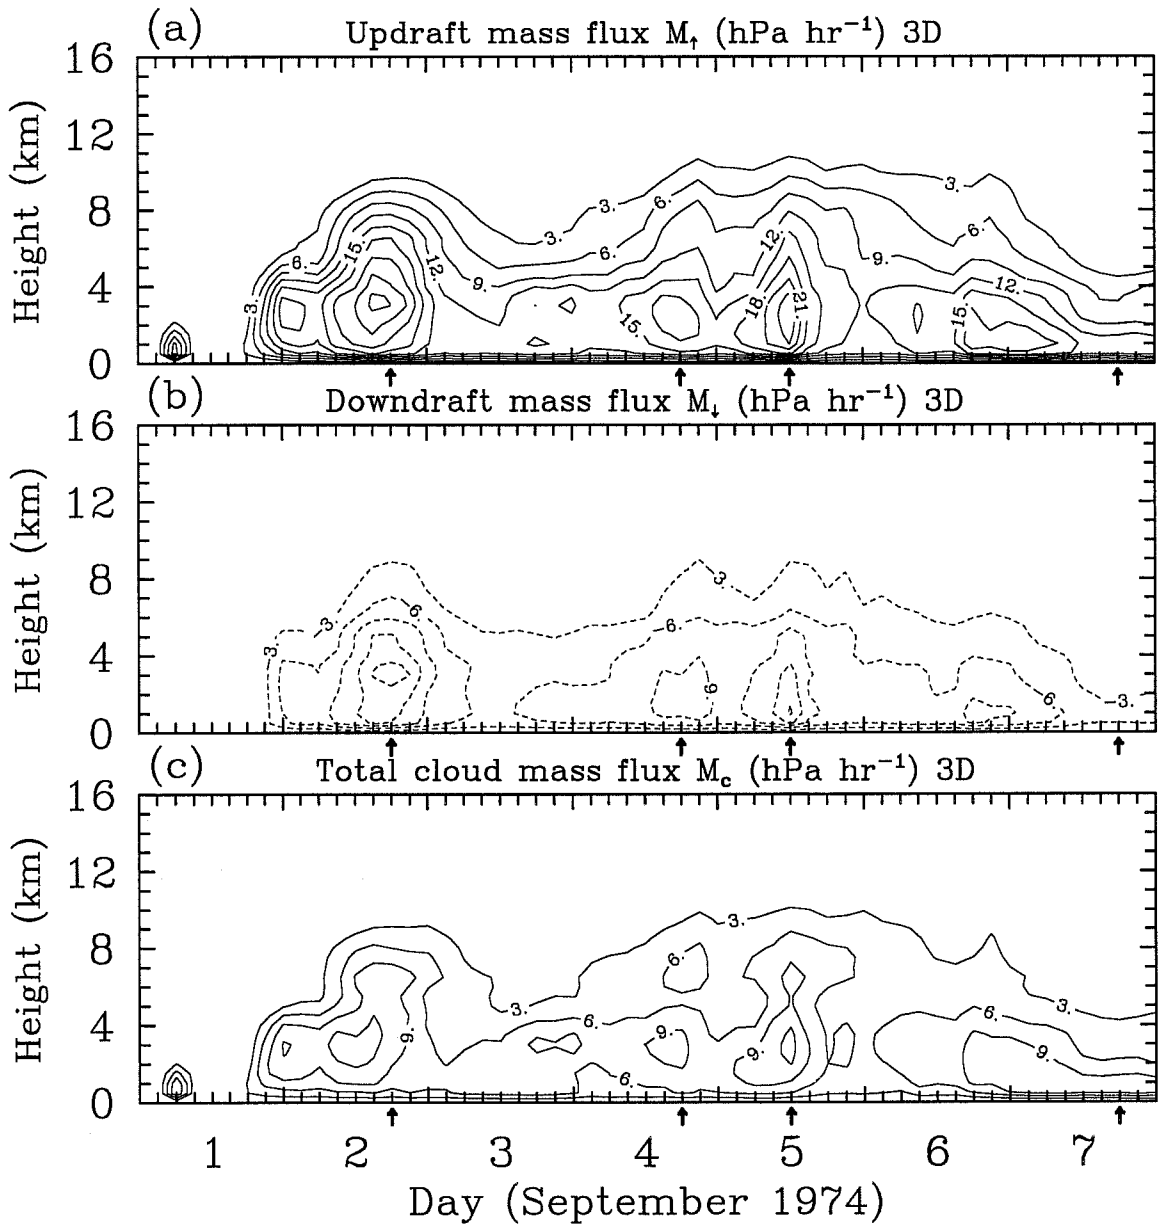 (a) Updraft mass flux M↑ (hPa hr⁻¹) 3D
16
12
8
4
0
Height (km)
3. 6. 15. 12. 9. 3. 3. 6. 6. 15. 18. 12. 21. 9. 3. 6. 12. 15.
(b) Downdraft mass flux M↓ (hPa hr⁻¹) 3D
16
12
8
4
0
Height (km)
3. 3. 6. 6. 3. 9. 6. 3.
(c) Total cloud mass flux Mc (hPa hr⁻¹) 3D
16
12
8
4
0
Height (km)
9. 3. 6. 6. 6. 9. 3. 9. 6. 3. 9.
1 2 3 4 5 6 7
Day (September 1974)